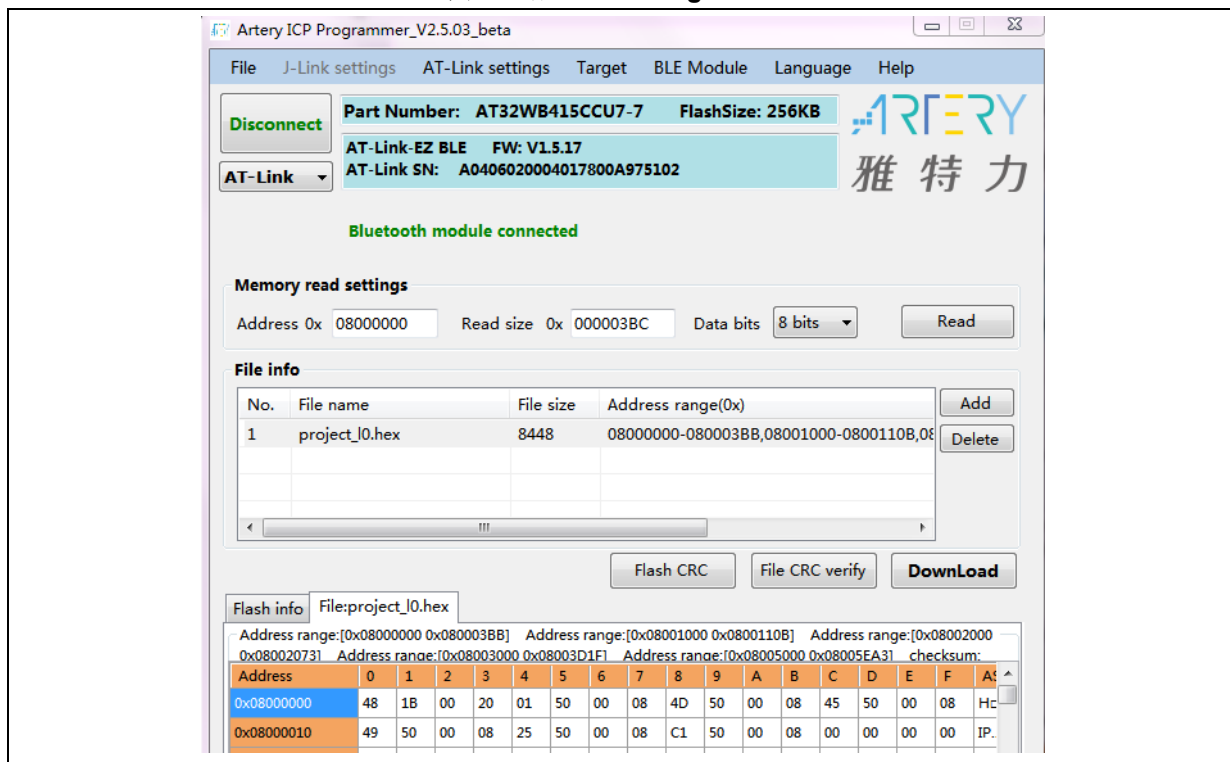 Artery ICP Programmer_V2.5.03_beta
File J-Link settings AT-Link settings Target BLE Module Language Help
Disconnect
Part Number: AT32WB415CCU7-7 FlashSize: 256KB
AT-Link-EZ BLE FW: V1.5.17
AT-Link SN: A0406020004017800A975102
AT-Link
ARTERY
雅特力
Bluetooth module connected
Memory read settings
Address 0x 08000000 Read size 0x 000003BC Data bits 8 bits Read
File info
No. File name File size Address range(0x)
Add
1 project_l0.hex 8448 08000000-080003BB,08001000-0800110B,08
Delete
Flash CRC File CRC verify DownLoad
Flash info File:project_l0.hex
Address range:[0x08000000 0x080003BB] Address range:[0x08001000 0x0800110B] Address range:[0x08002000
0x08002073] Address range:[0x08003000 0x08003D1F] Address range:[0x08005000 0x08005EA3] checksum:
Address 0 1 2 3 4 5 6 7 8 9 A B C D E F
0x08000000 48 1B 00 20 01 50 00 08 4D 50 00 08 45 50 00 08
0x08000010 49 50 00 08 25 50 00 08 C1 50 00 08 00 00 00 00 IP..